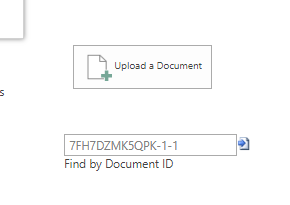 Upload a Document
s
7FH7DZMK5QPK-1-1
Find by Document ID